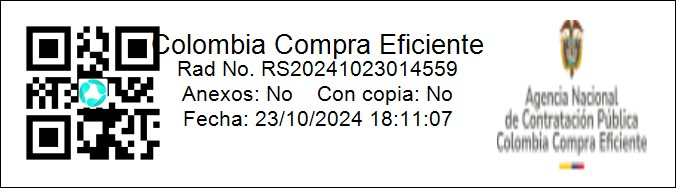 Colombia Compra Eficiente
Rad No. RS20241023014559
Anexos: No    Con copia: No
Fecha: 23/10/2024 18:11:07
Agencia Nacional
de Contratación Pública
Colombia Compra Eficiente